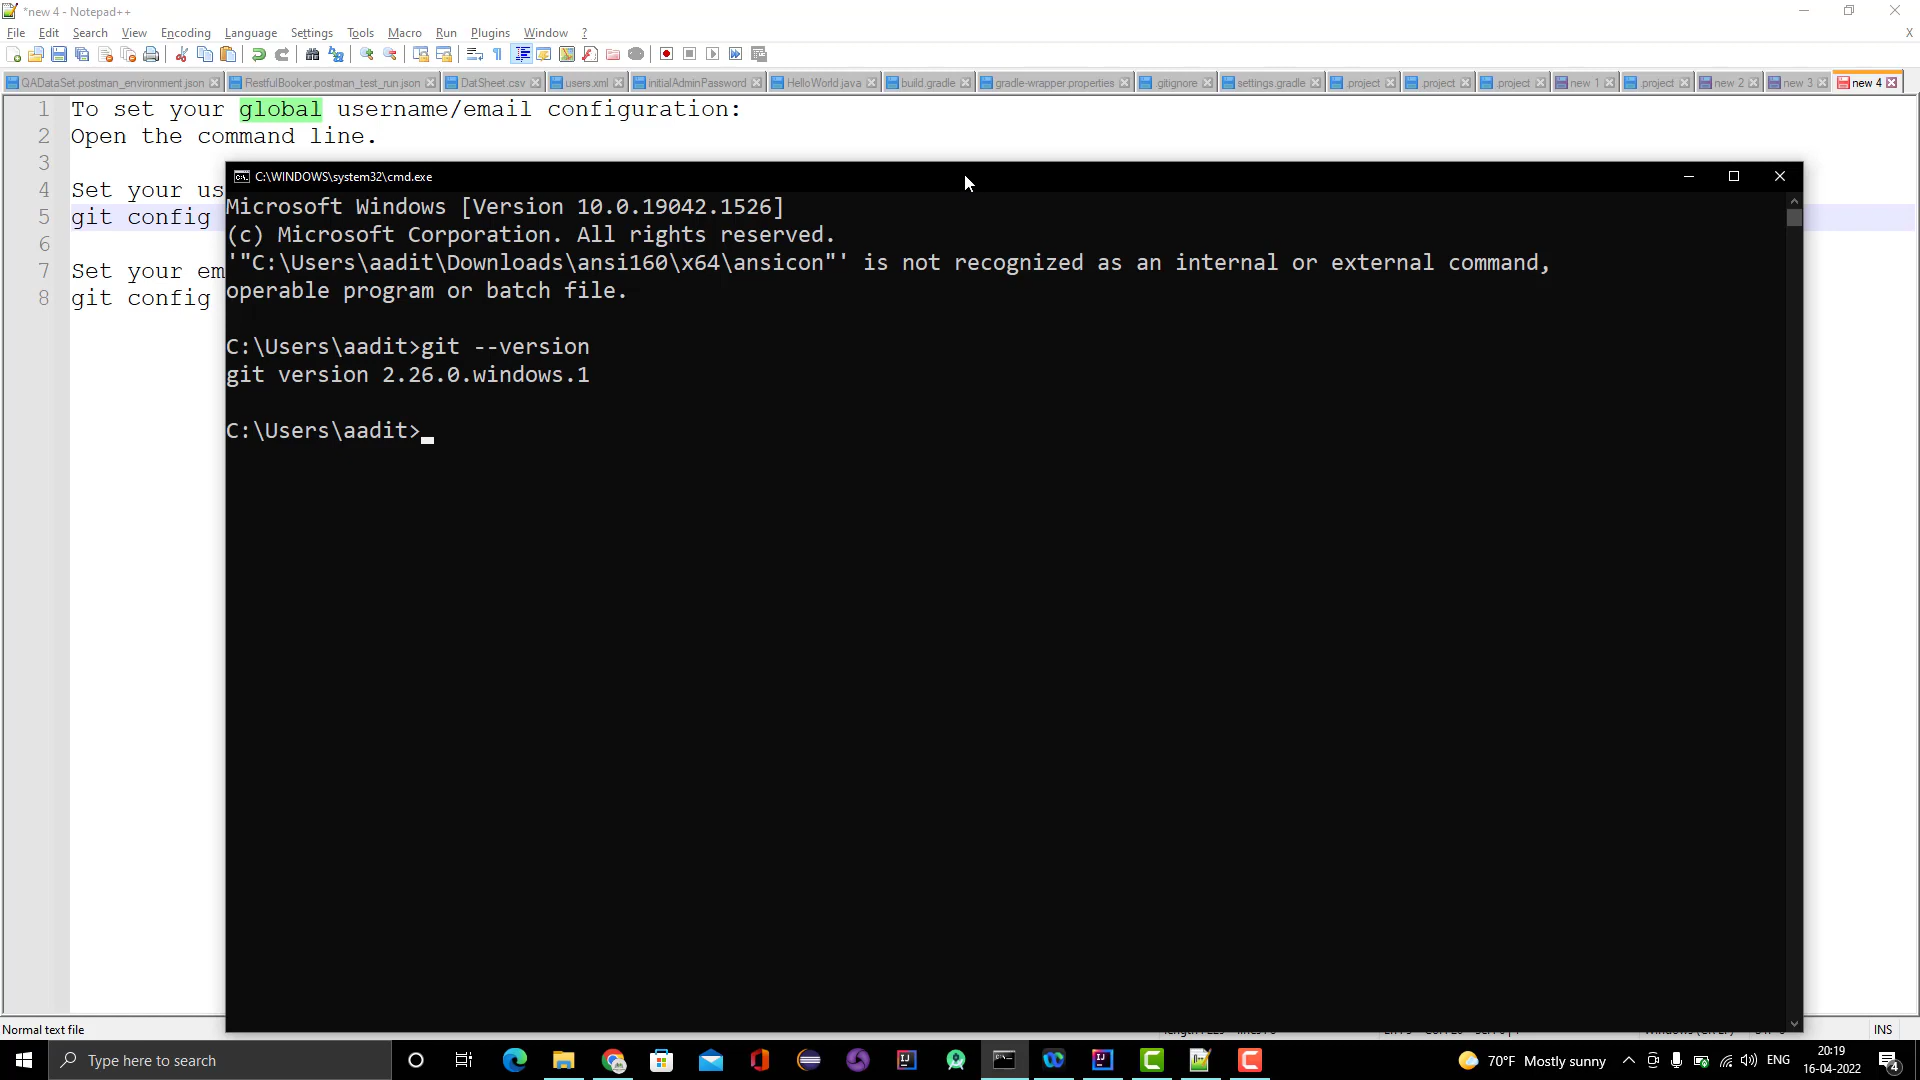 *new 4 - Notepad++
File Edit Search View Encoding Language Settings Tools Macro Run Plugins Window ? X
QADataSet.postman_environment.json RestfulBooker.postman_test_run.json DatSheet.csv users.xml initialAdminPassword HelloWorld.java build.gradle gradle-wrapper.properties .gitignore settings.gradle .project .project .project new 1 .project new 2 new 3 new 4
1 To set your global username/email configuration:
2 Open the command line.
3
4 Set your us
5 git config
6
7 Set your em
8 git config
C:\WINDOWS\system32\cmd.exe
Microsoft Windows [Version 10.0.19042.1526]
(c) Microsoft Corporation. All rights reserved.
'"C:\Users\aadit\Downloads\ansi160\x64\ansicon"' is not recognized as an internal or external command,
operable program or batch file.
C:\Users\aadit>git --version
git version 2.26.0.windows.1
C:\Users\aadit>
Normal text file INS
Type here to search
70°F Mostly sunny ENG
20:19
16-04-2022
4